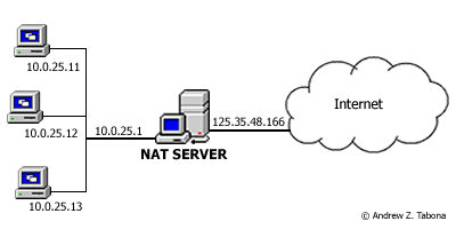 10.0.25.11
10.0.25.12
10.0.25.1
125.35.48.166
Internet
NAT SERVER
10.0.25.13
© Andrew Z. Tabona